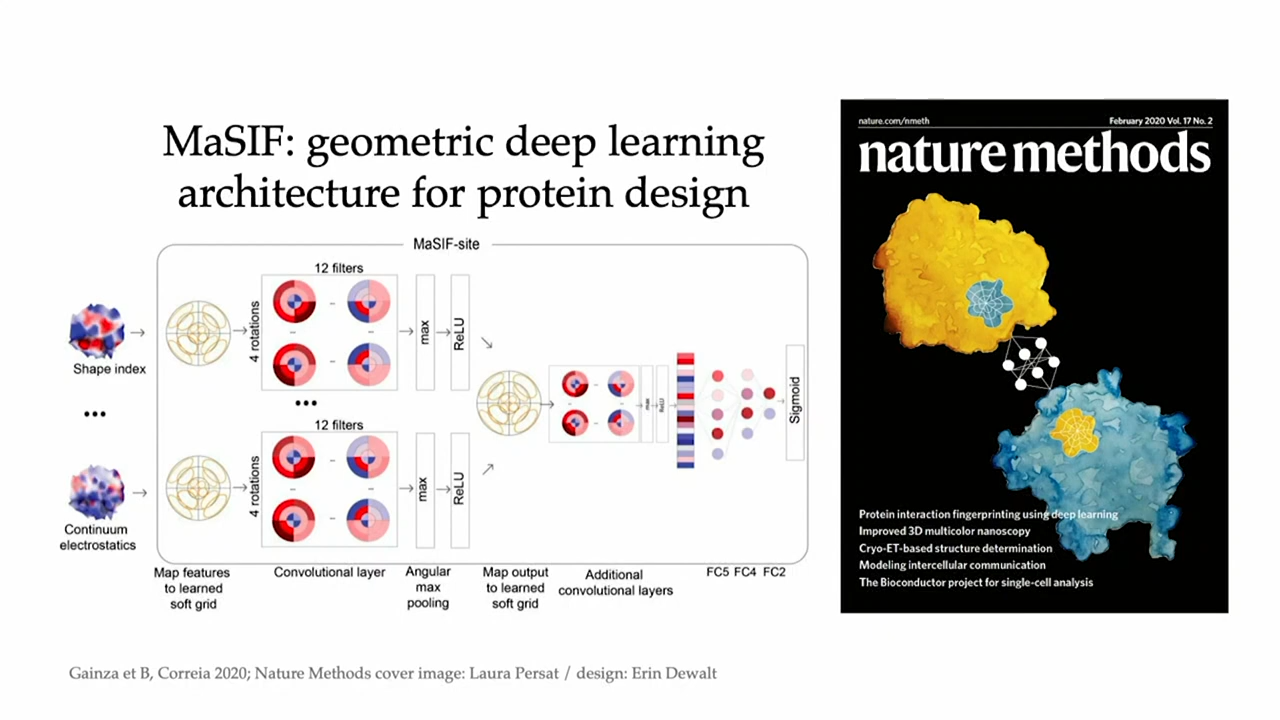 MaSIF: geometric deep learning
architecture for protein design
MaSIF-site
12 filters
4 rotations
max
ReLU
Shape index
...
...
12 filters
4 rotations
max
ReLU
max
ReLU
Sigmoid
Continuum
electrostatics
Map features
to learned
soft grid
Convolutional layer
Angular
max
pooling
Map output
to learned
soft grid
Additional
convolutional layers
FC5 FC4 FC2
nature.com/nmeth
February 2020 Vol. 17 No. 2
nature methods
Protein interaction fingerprinting using deep learning
Improved 3D multicolor nanoscopy
Cryo-ET-based structure determination
Modeling intercellular communication
The Bioconductor project for single-cell analysis
Gainza et B, Correia 2020; Nature Methods cover image: Laura Persat / design: Erin Dewalt